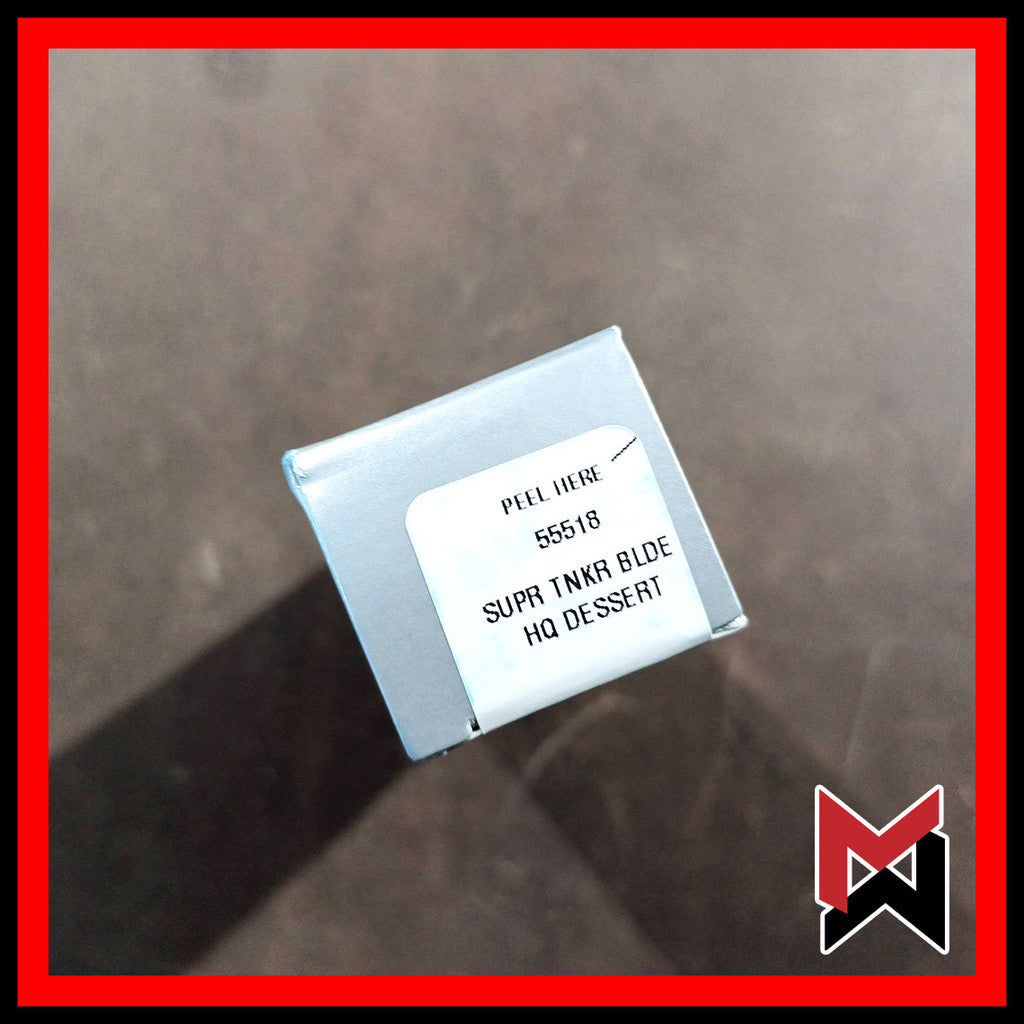 PEEL HERE
55518
SUPR TNKR BLDE
HQ DESSERT